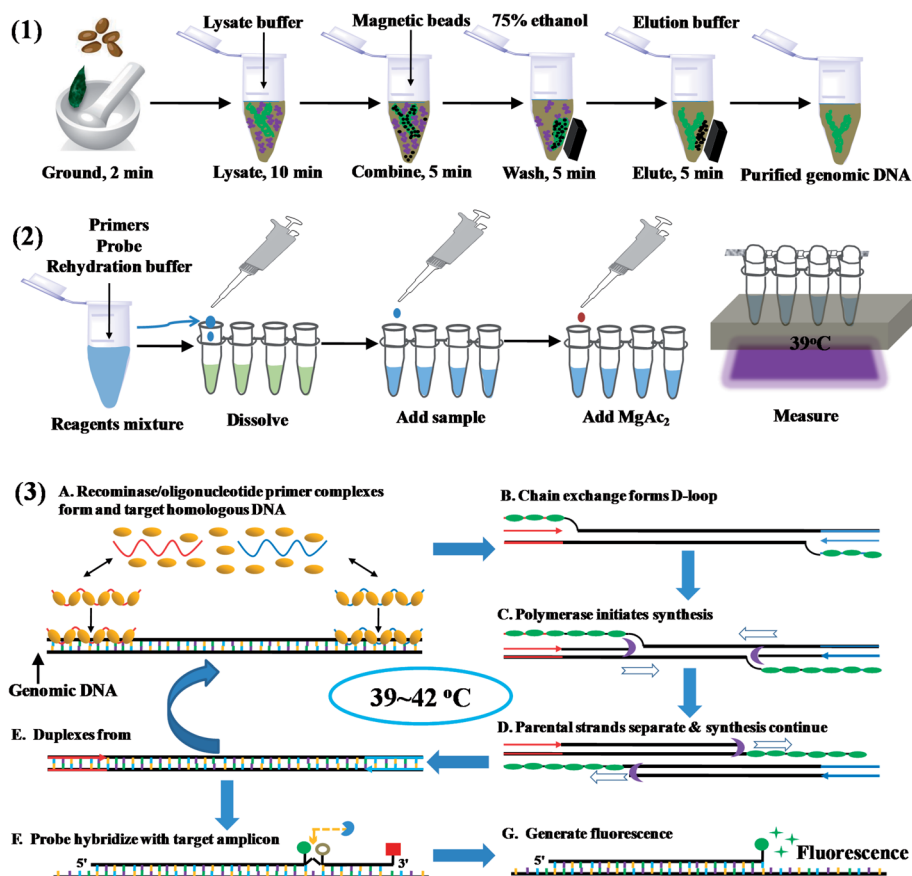 (1)
Lysate buffer
Magnetic beads
75% ethanol
Elution buffer
Ground, 2 min
Lysate, 10 min
Combine, 5 min
Wash, 5 min
Elute, 5 min
Purified genomic DNA
(2)
Primers
Probe
Rehydration buffer
39°C
Reagents mixture
Dissolve
Add sample
Add MgAc₂
Measure
(3)
A. Recominase/oligonucleotide primer complexes
form and target homologous DNA
B. Chain exchange forms D-loop
C. Polymerase initiates synthesis
Genomic DNA
39~42 °C
D. Parental strands separate & synthesis continue
E. Duplexes from
F. Probe hybridize with target amplicon
5'
3'
G. Generate fluorescence
5'
Fluorescence